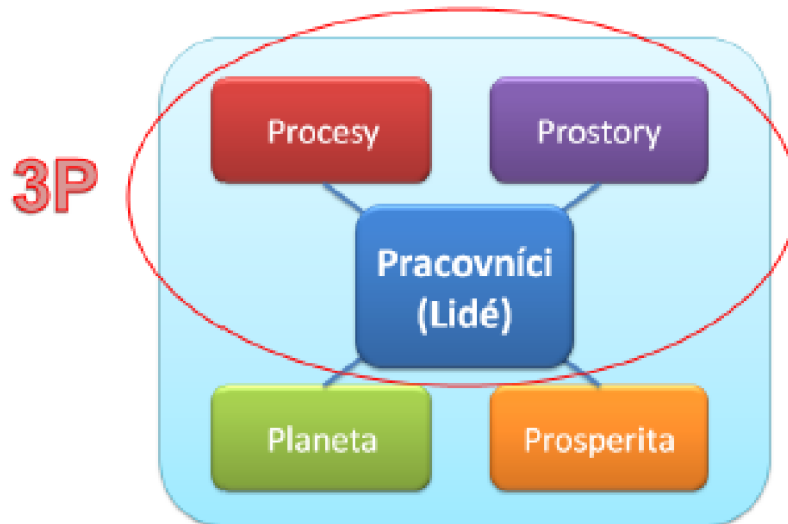 3P
Procesy
Prostory
Pracovníci
(Lidé)
Planeta
Prosperita